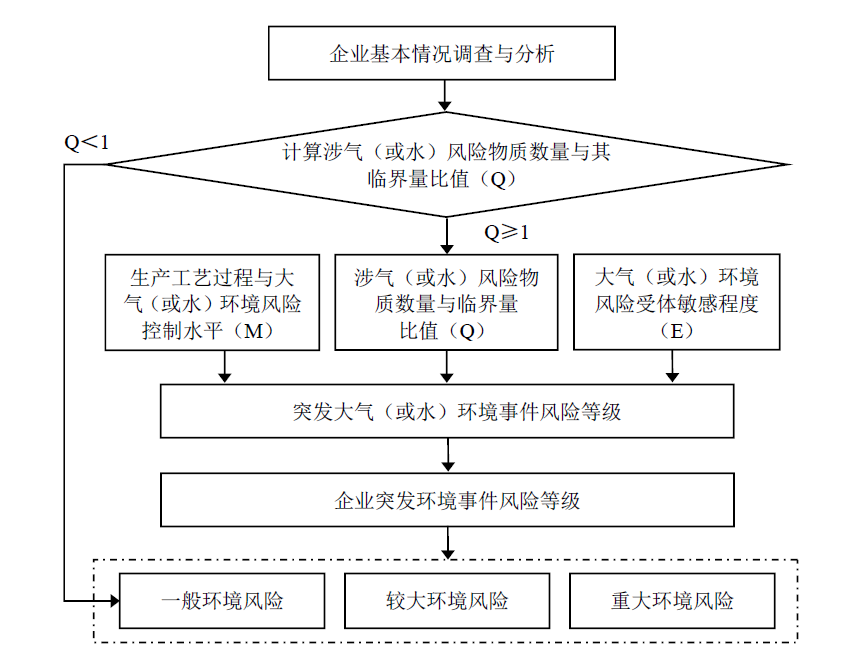 企业基本情况调查与分析
Q＜1
计算涉气（或水）风险物质数量与其
临界量比值（Q）
Q≥1
生产工艺过程与大
气（或水）环境风险
控制水平（M）
涉气（或水）风险物
质数量与临界量
比值（Q）
大气（或水）环境
风险受体敏感程度
（E）
突发大气（或水）环境事件风险等级
企业突发环境事件风险等级
一般环境风险
较大环境风险
重大环境风险